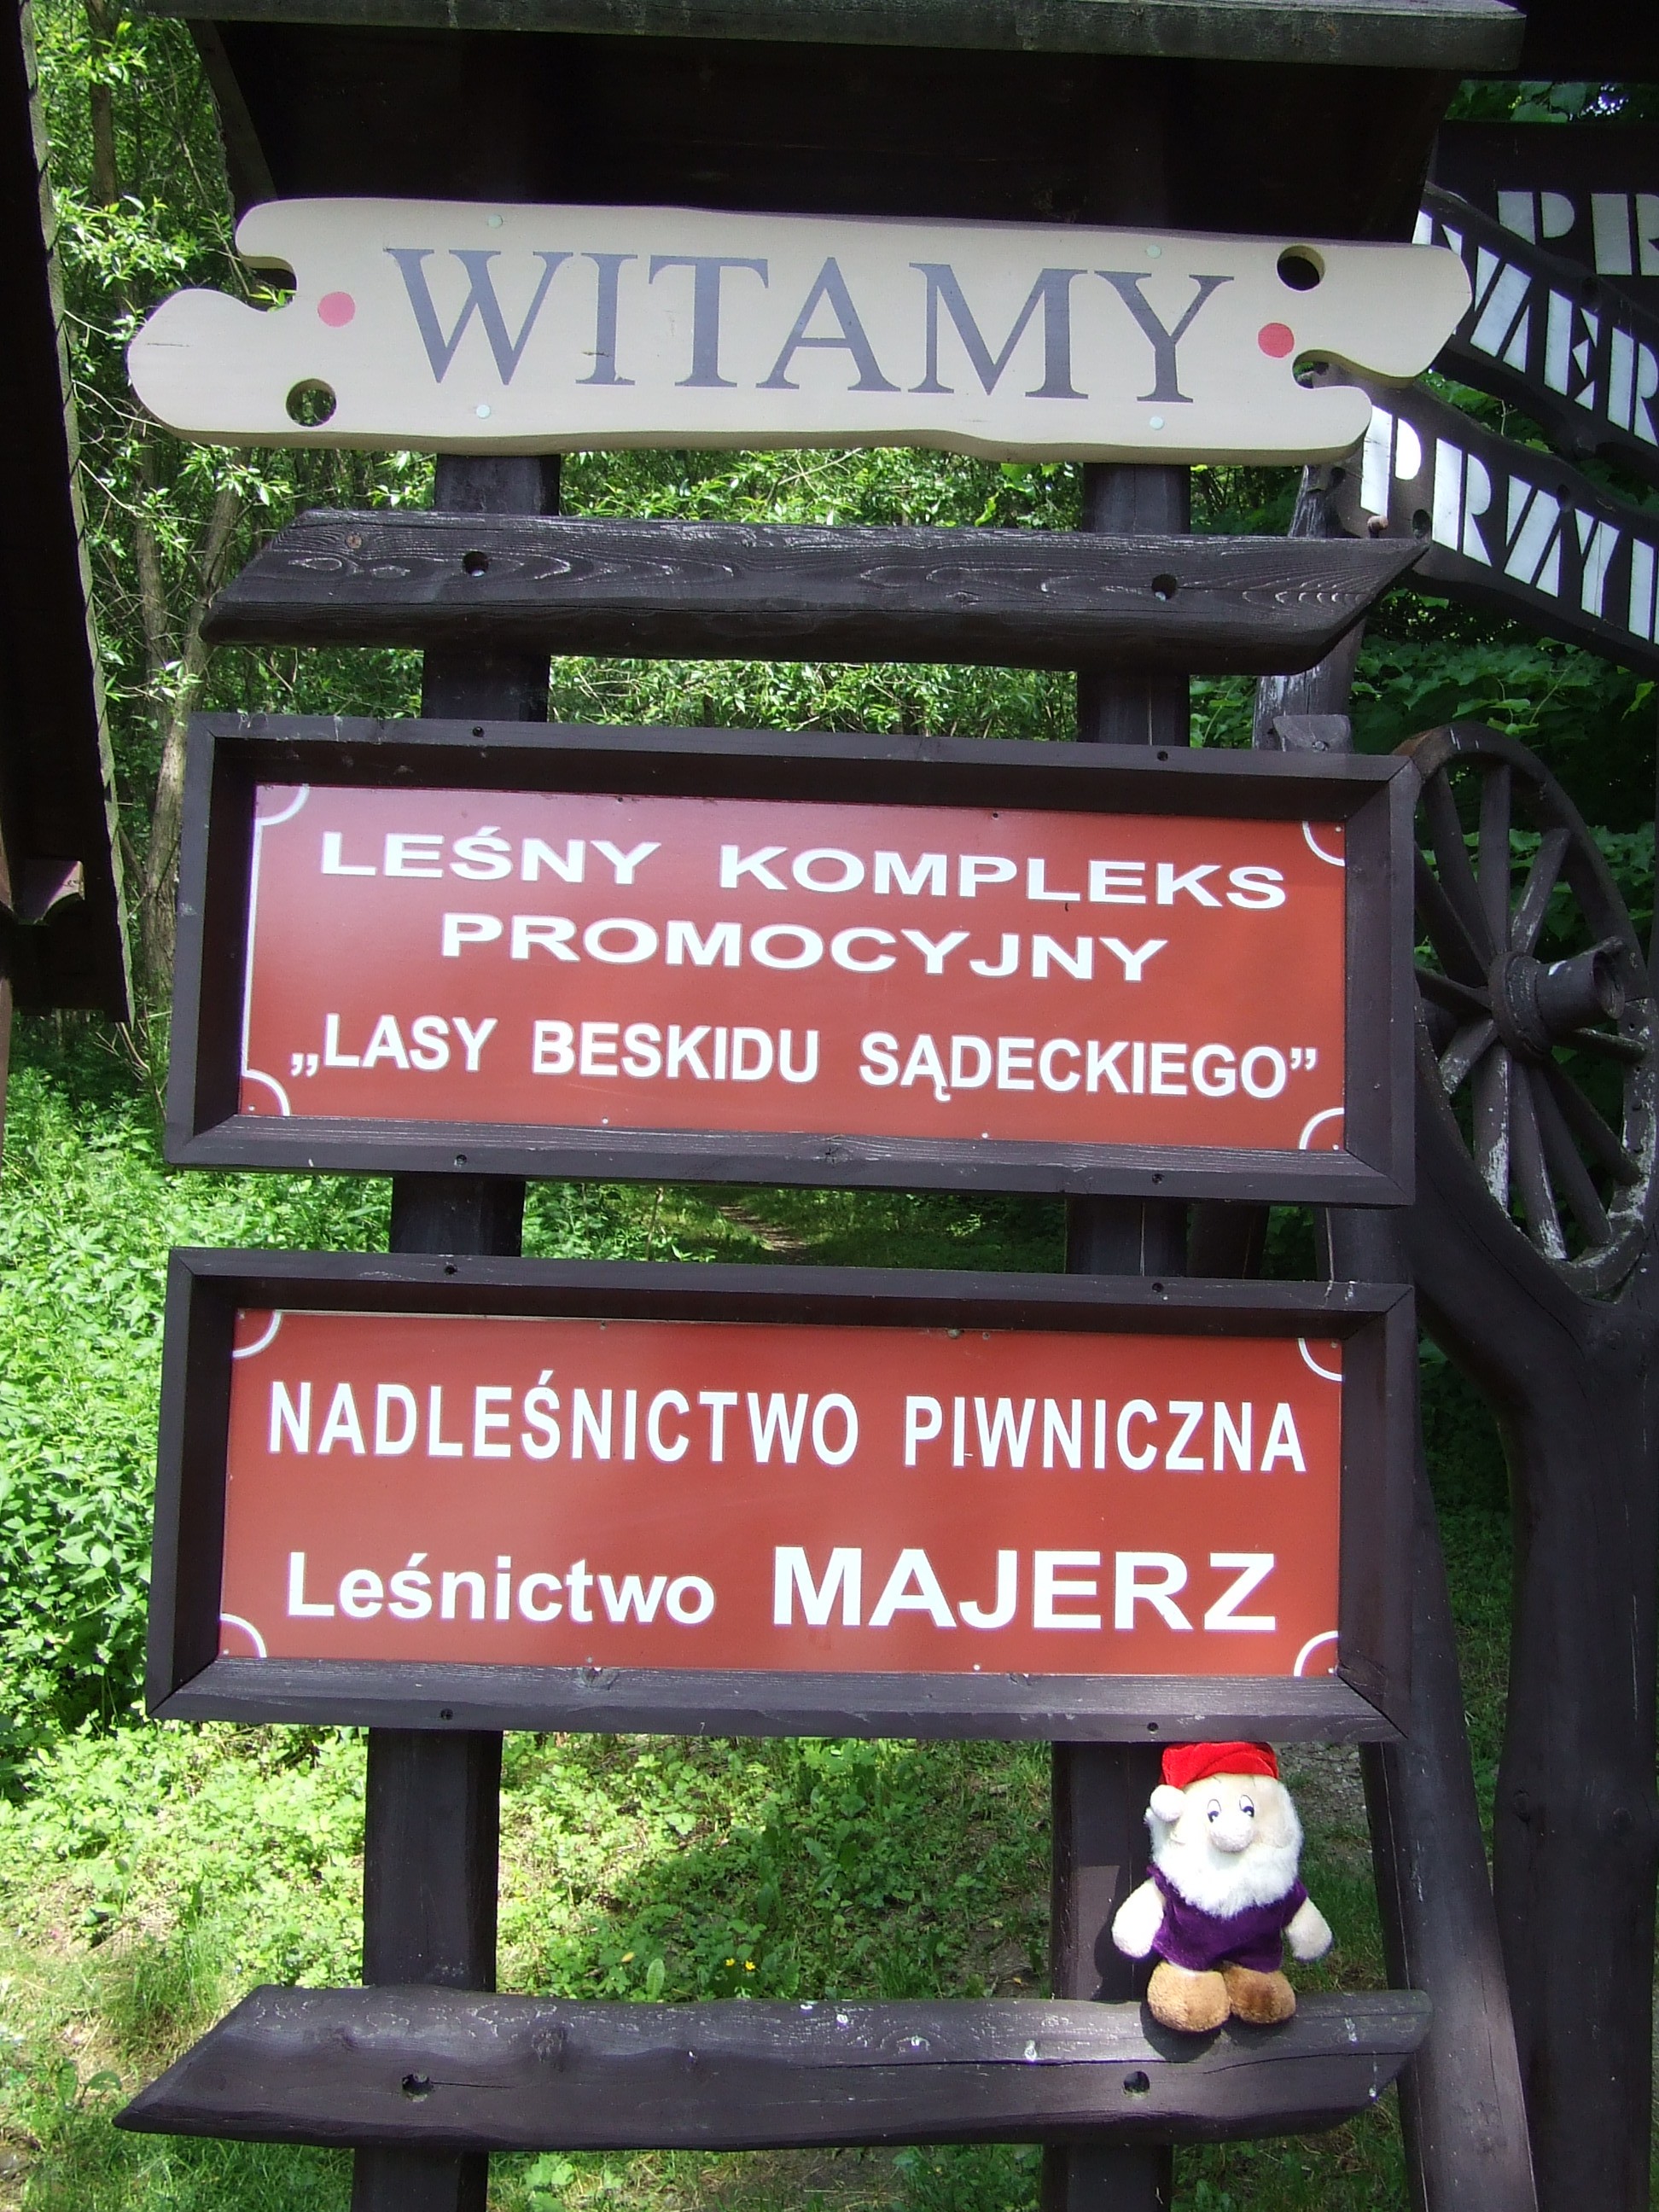 WITAMY
LEŚNY KOMPLEKS
PROMOCYJNY
„LASY BESKIDU SĄDECKIEGO”
NADLEŚNICTWO PIWNICZNA
Leśnictwo MAJERZ